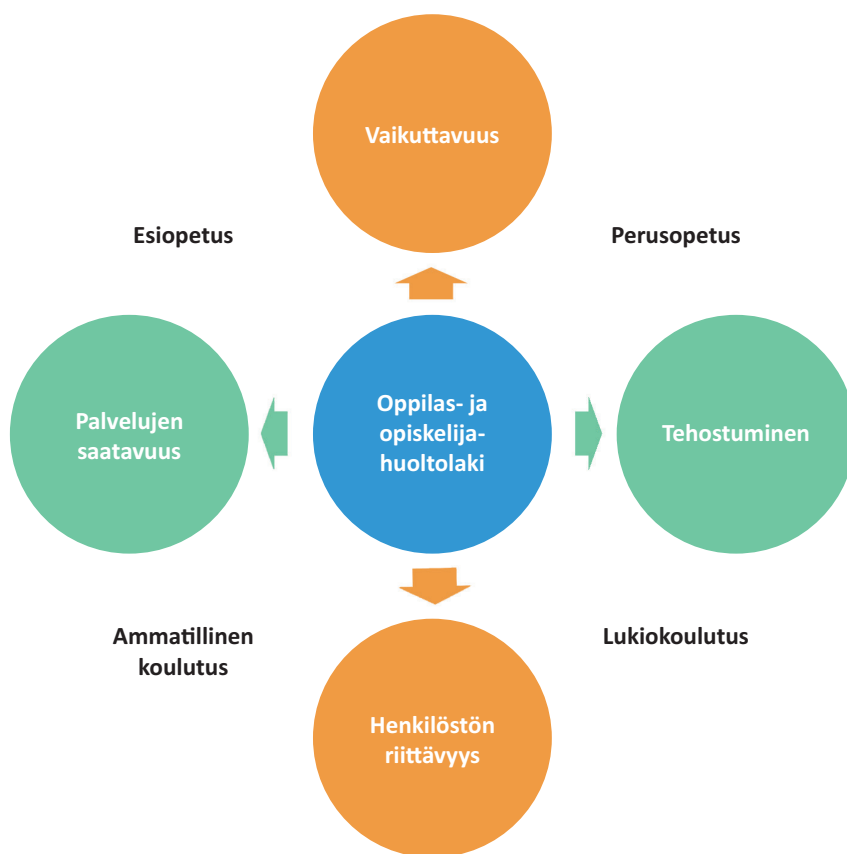 Vaikuttavuus
Esiopetus
Perusopetus
Palvelujen
saatavuus
Oppilas- ja
opiskelija-
huoltolaki
Tehostuminen
Ammatillinen
koulutus
Lukiokoulutus
Henkilöstön
riittävyys